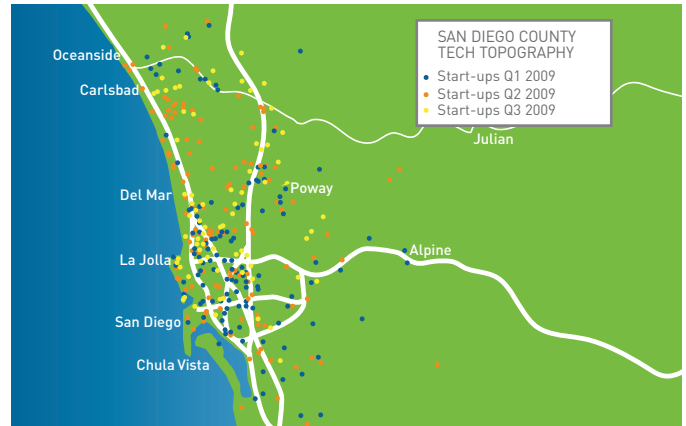 SAN DIEGO COUNTY
TECH TOPOGRAPHY
Start-ups Q1 2009
Start-ups Q2 2009
Start-ups Q3 2009
Oceanside
Carlsbad
Julian
Del Mar
Poway
La Jolla
Alpine
San Diego
Chula Vista